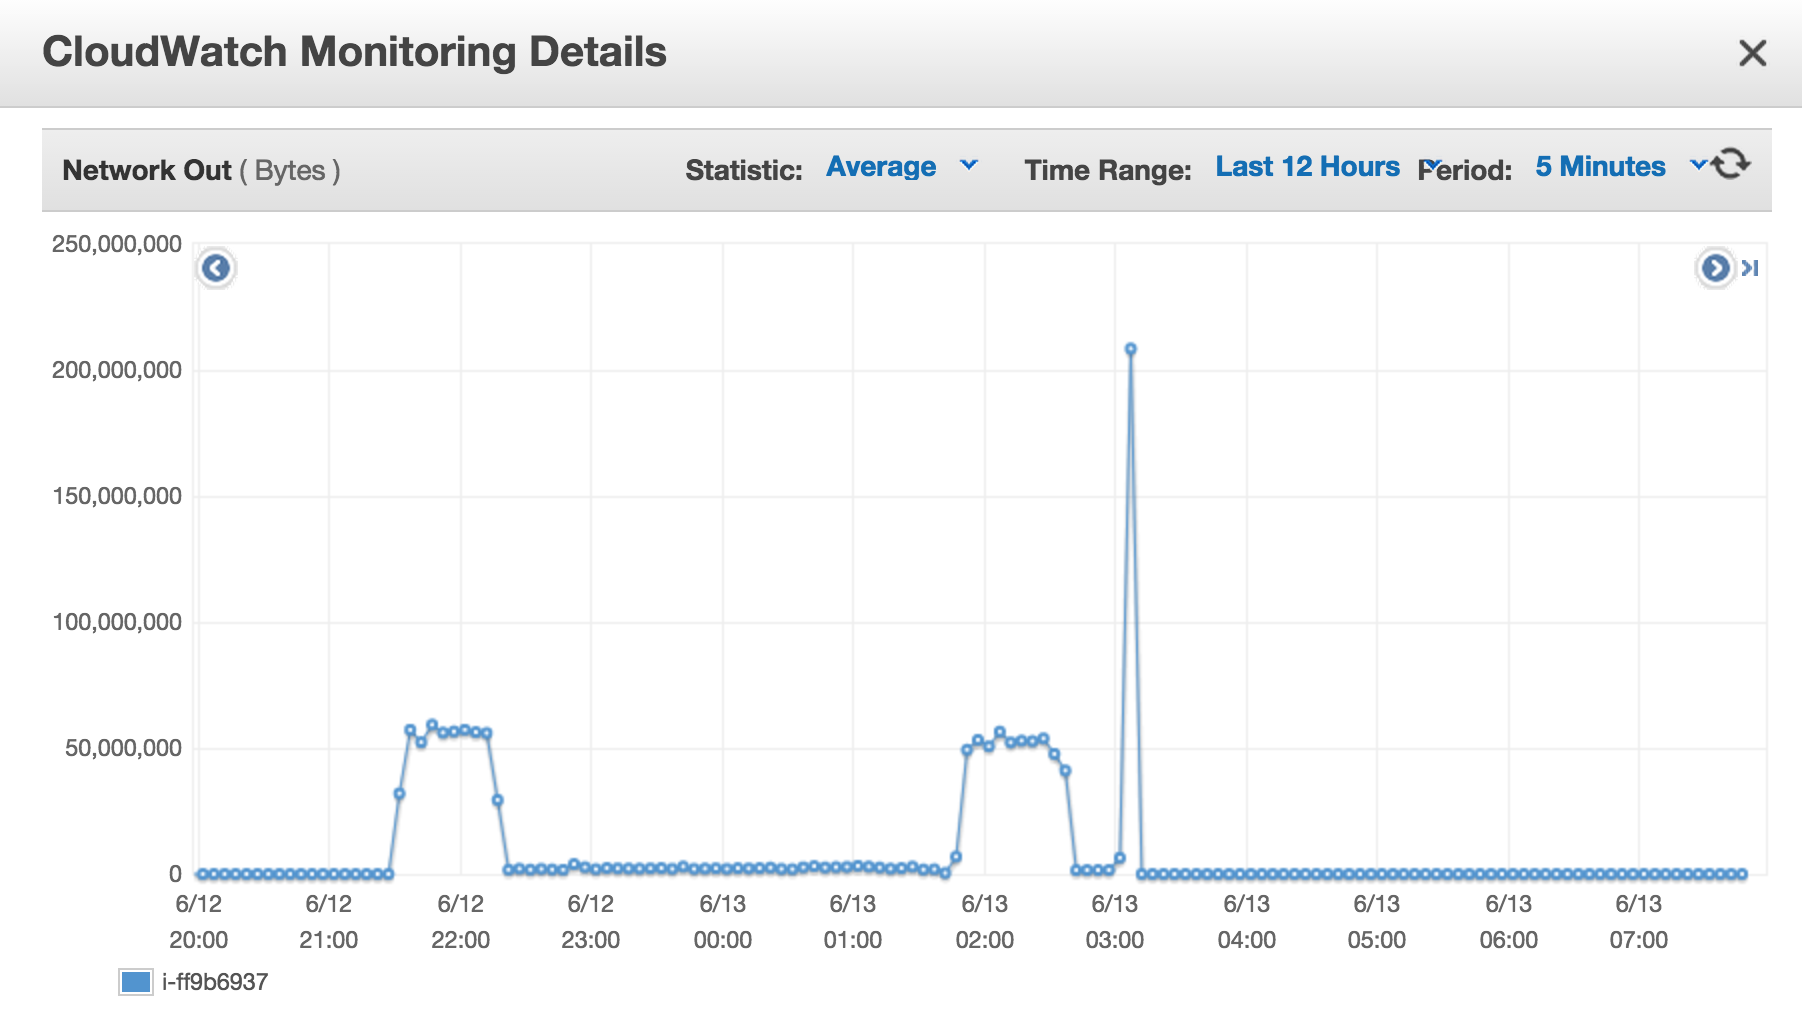 CloudWatch Monitoring Details
Network Out ( Bytes )
Statistic: Average Time Range: Last 12 Hours Period: 5 Minutes
250,000,000
200,000,000
150,000,000
100,000,000
50,000,000
0
6/12 6/12 6/12 6/12 6/13 6/13 6/13 6/13 6/13 6/13 6/13 6/13
20:00 21:00 22:00 23:00 00:00 01:00 02:00 03:00 04:00 05:00 06:00 07:00
i-ff9b6937